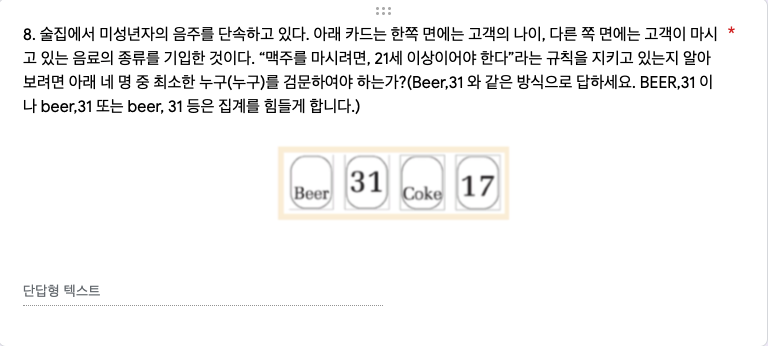 8. 술집에서 미성년자의 음주를 단속하고 있다. 아래 카드는 한쪽 면에는 고객의 나이, 다른 쪽 면에는 고객이 마시 *
고 있는 음료의 종류를 기입한 것이다. “맥주를 마시려면, 21세 이상이어야 한다”라는 규칙을 지키고 있는지 알아
보려면 아래 네 명 중 최소한 누구(누구)를 검문하여야 하는가?(Beer,31 와 같은 방식으로 답하세요. BEER,31 이
나 beer,31 또는 beer, 31 등은 집계를 힘들게 합니다.)
Beer 31 Coke 17
단답형 텍스트